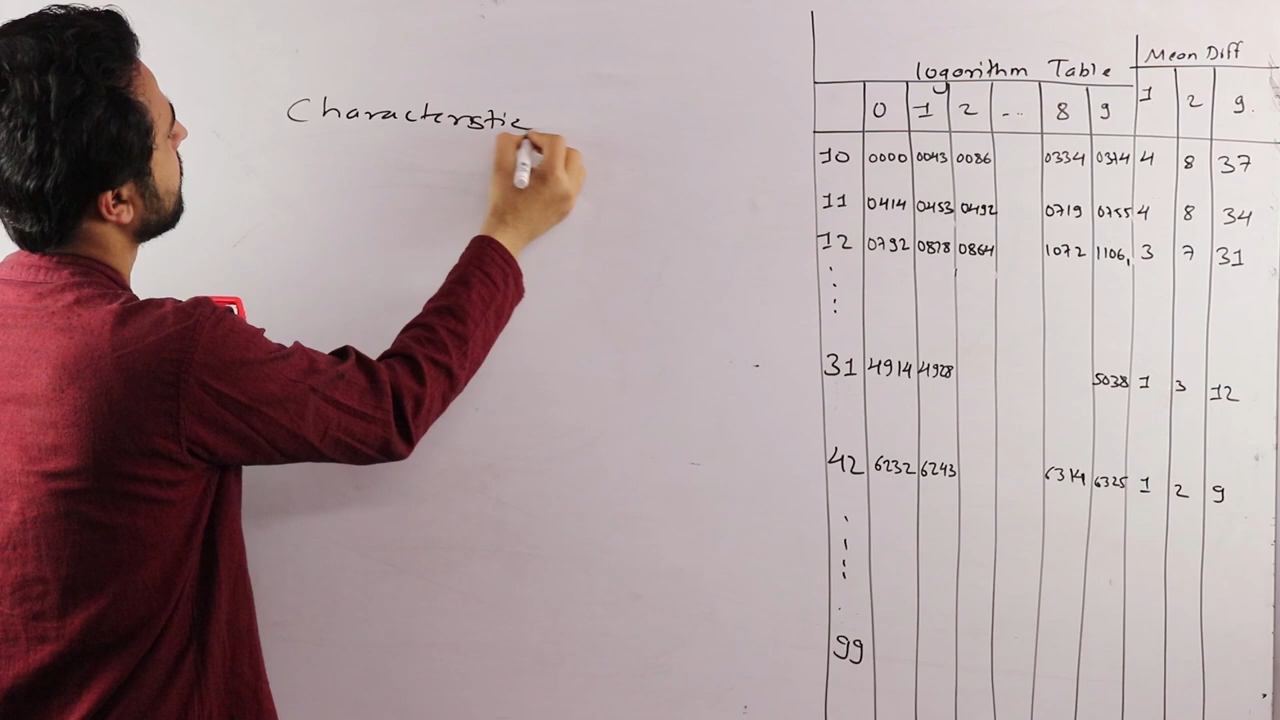 Characterstic
logorithm Table Mean Diff
0 1 2 ... 8 9 1 2 9
10 0000 0043 0086 0334 0374 4 8 37
11 0414 0453 0492 0719 0755 4 8 34
12 0792 0828 0864 1072 1106 3 7 31
31 4914 4928 5038 1 3 12
42 6232 6243 6314 6325 1 2 9
99